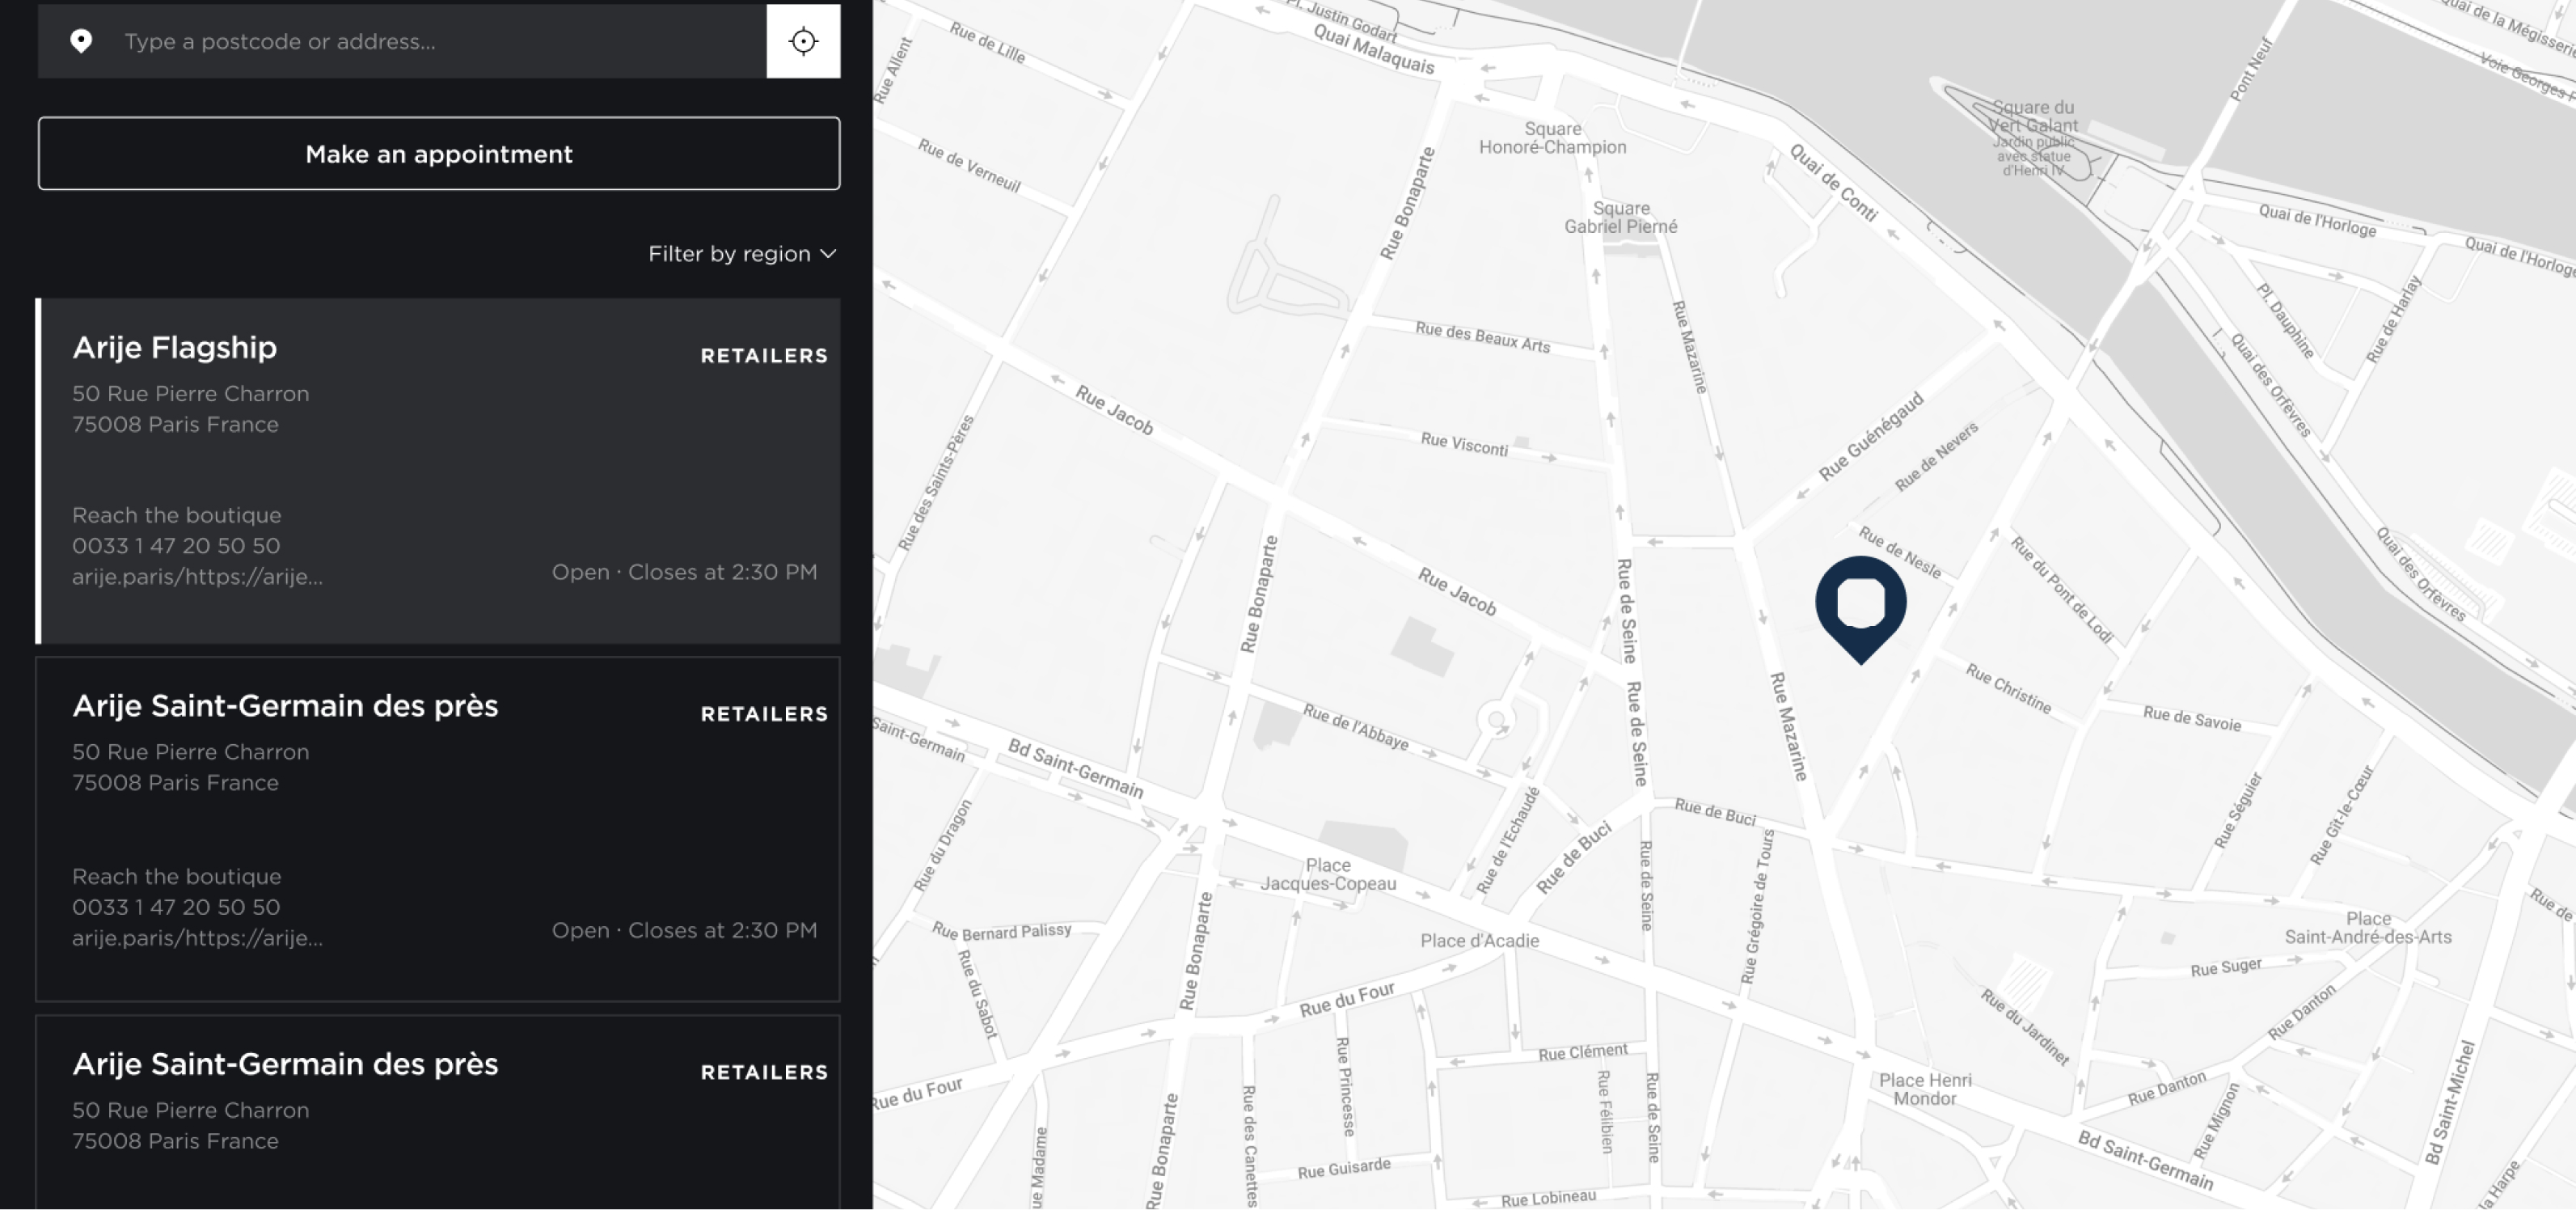 Type a postcode or address...
Make an appointment
Filter by region
Arije Flagship
RETAILERS
50 Rue Pierre Charron
75008 Paris France
Reach the boutique
0033 1 47 20 50 50
arije.paris/https://arije...
Open · Closes at 2:30 PM
Arije Saint-Germain des près
RETAILERS
50 Rue Pierre Charron
75008 Paris France
Reach the boutique
0033 1 47 20 50 50
arije.paris/https://arije...
Open · Closes at 2:30 PM
Arije Saint-Germain des près
RETAILERS
50 Rue Pierre Charron
75008 Paris France
Pl. Justin Godart
Quai Malaquais
Rue de Lille
Rue Allent
Rue de Verneuil
Square
Honoré-Champion
Square
Gabriel Pierné
Rue Bonaparte
Quai de Conti
Square du
Vert Galant
Jardin public
avec statue
d'Henri IV
Pont Neuf
Quai de la Mégisserie
Voie Georges
Quai de l'Horloge
Quai de l'Horloge
Pl. Dauphine
Rue de Harlay
Quai des Orfèvres
Rue des Beaux Arts
Rue Mazarine
Rue Jacob
Rue Visconti
Rue Guénégaud
Rue de Nevers
Rue des Saints-Pères
Rue de Nesle
Rue du Pont de Lodi
Quai des Orfèvres
Rue Bonaparte
Rue Jacob
Rue de Seine
Rue Christine
Rue de Savoie
Rue de Seine
Rue Mazarine
Rue de l'Abbaye
Saint-Germain
Bd Saint-Germain
Rue du Dragon
Rue de l'Echaudé
Rue de Buci
Rue de Buci
Rue Séguier
Rue Gît-le-Cœur
Place
Jacques-Copeau
Rue de Seine
Rue Grégoire de Tours
Rue Bernard Palissy
Place d'Acadie
Place
Saint-André-des-Arts
Rue de
Rue Suger
Rue du Sabot
Rue Bonaparte
Rue du Four
Rue du Jardinet
Rue Danton
Rue Clément
Rue Princesse
Rue Félibien
Rue de Seine
Place Henri
Mondor
Rue Danton
Rue Mignon
Bd Saint-Michel
Rue du Four
Rue des Canettes
Rue Bonaparte
Rue Madame
Rue Guisarde
Rue Lobineau
Bd Saint-Germain
la Harpe